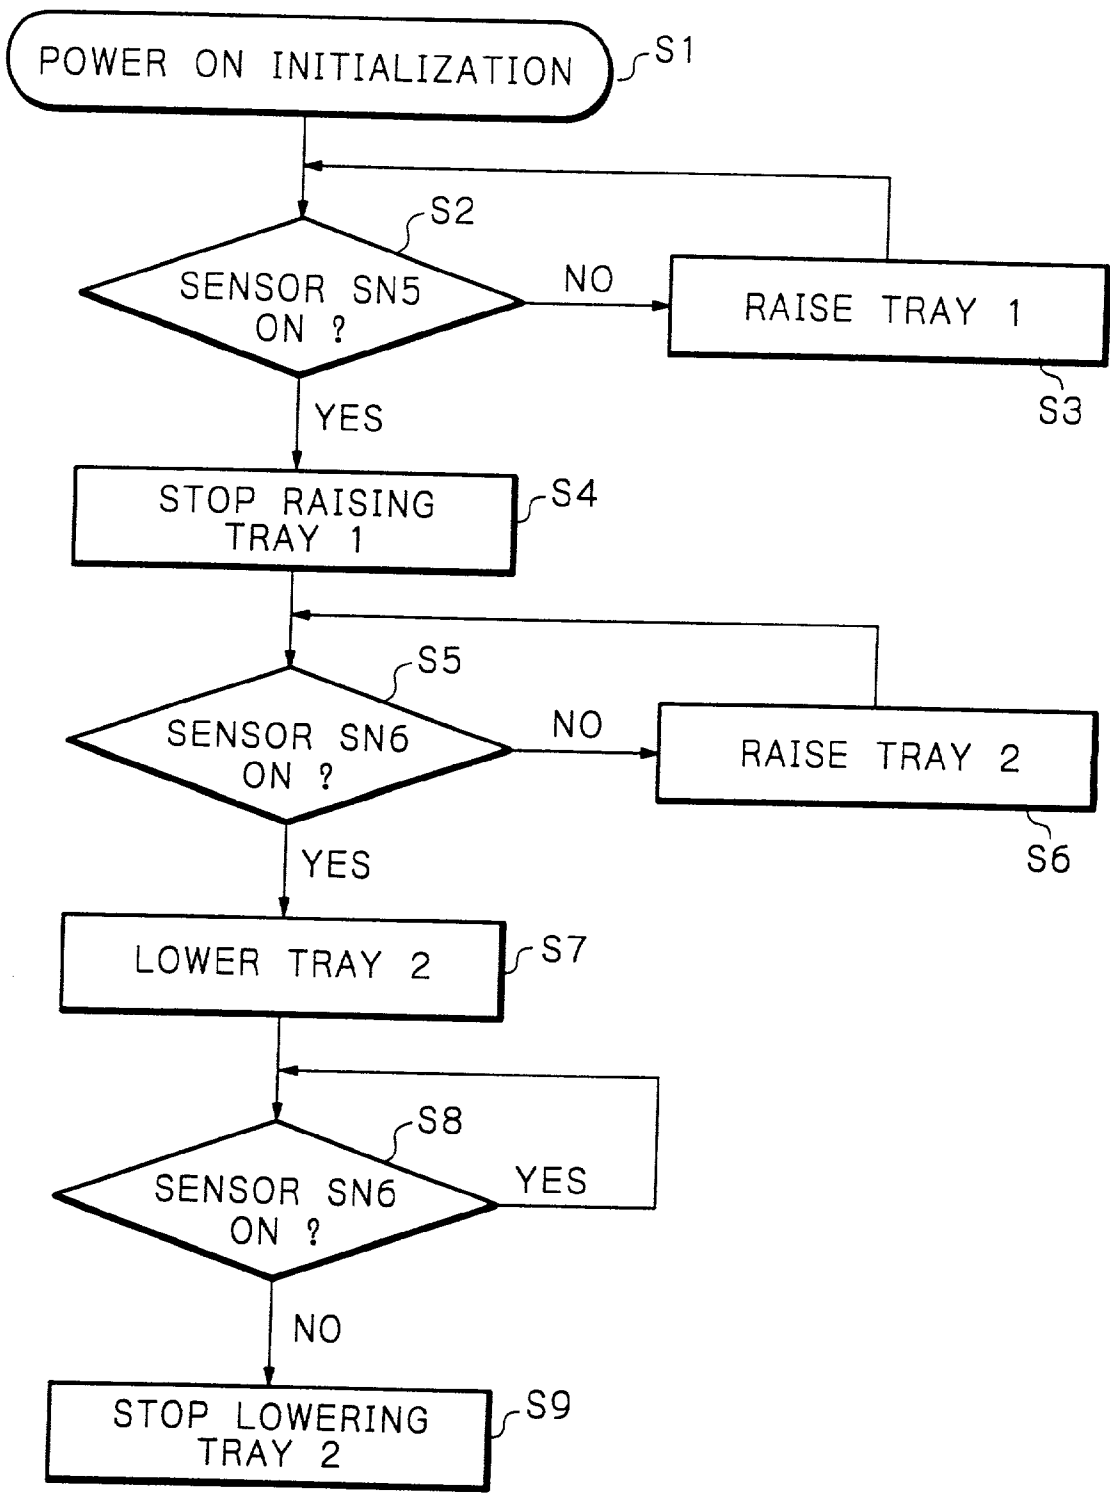 POWER ON INITIALIZATION
S1
S2
SENSOR SN5
ON ?
NO
RAISE TRAY 1
S3
YES
STOP RAISING
TRAY 1
S4
S5
SENSOR SN6
ON ?
NO
RAISE TRAY 2
S6
YES
LOWER TRAY 2
S7
S8
SENSOR SN6
ON ?
YES
NO
STOP LOWERING
TRAY 2
S9